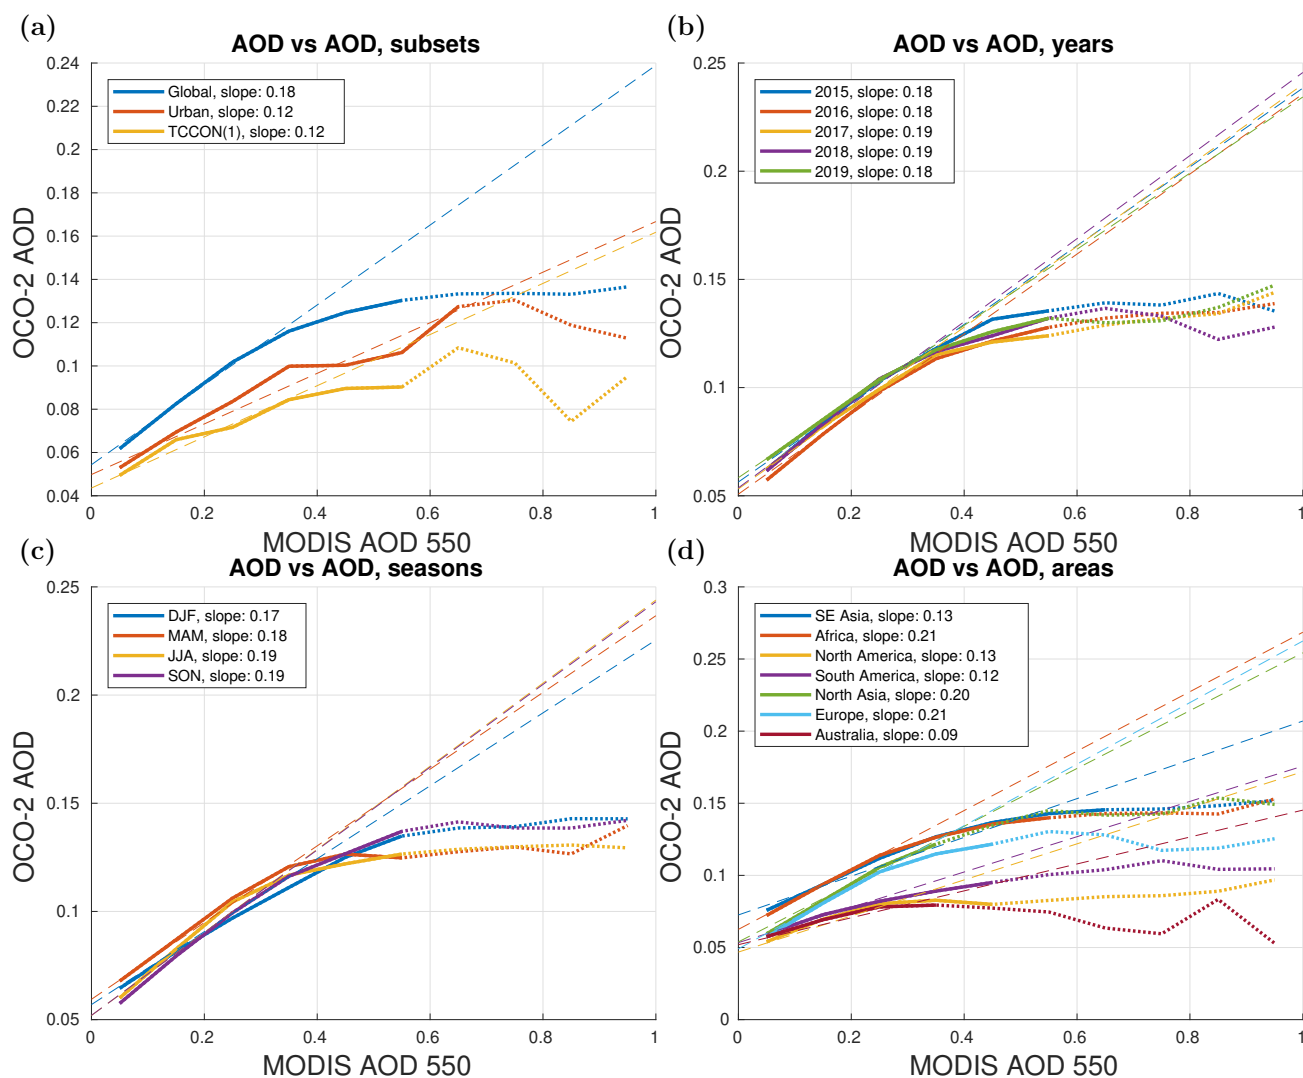 (a)
AOD vs AOD, subsets
0.24
0.22
0.2
0.18
0.16
0.14
0.12
0.1
0.08
0.06
0.04
OCO-2 AOD
Global, slope: 0.18
Urban, slope: 0.12
TCCON(1), slope: 0.12
0 0.2 0.4 0.6 0.8 1
MODIS AOD 550
(b)
AOD vs AOD, years
0.25
0.2
0.15
0.1
0.05
OCO-2 AOD
2015, slope: 0.18
2016, slope: 0.18
2017, slope: 0.19
2018, slope: 0.19
2019, slope: 0.18
0 0.2 0.4 0.6 0.8 1
MODIS AOD 550
(c)
AOD vs AOD, seasons
0.25
0.2
0.15
0.1
0.05
OCO-2 AOD
DJF, slope: 0.17
MAM, slope: 0.18
JJA, slope: 0.19
SON, slope: 0.19
0 0.2 0.4 0.6 0.8 1
MODIS AOD 550
(d)
AOD vs AOD, areas
0.3
0.25
0.2
0.15
0.1
0.05
0
OCO-2 AOD
SE Asia, slope: 0.13
Africa, slope: 0.21
North America, slope: 0.13
South America, slope: 0.12
North Asia, slope: 0.20
Europe, slope: 0.21
Australia, slope: 0.09
0 0.2 0.4 0.6 0.8 1
MODIS AOD 550